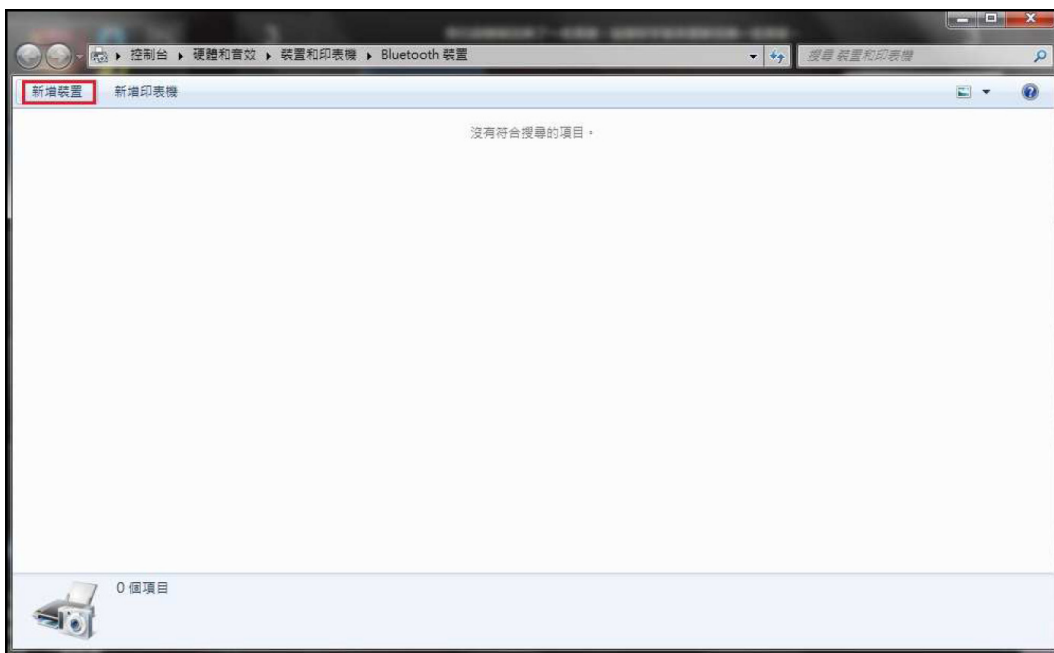 控制台 ▸ 硬體和音效 ▸ 裝置和印表機 ▸ Bluetooth 裝置
搜尋 裝置和印表機
新增裝置 新增印表機
沒有符合搜尋的項目。
0 個項目